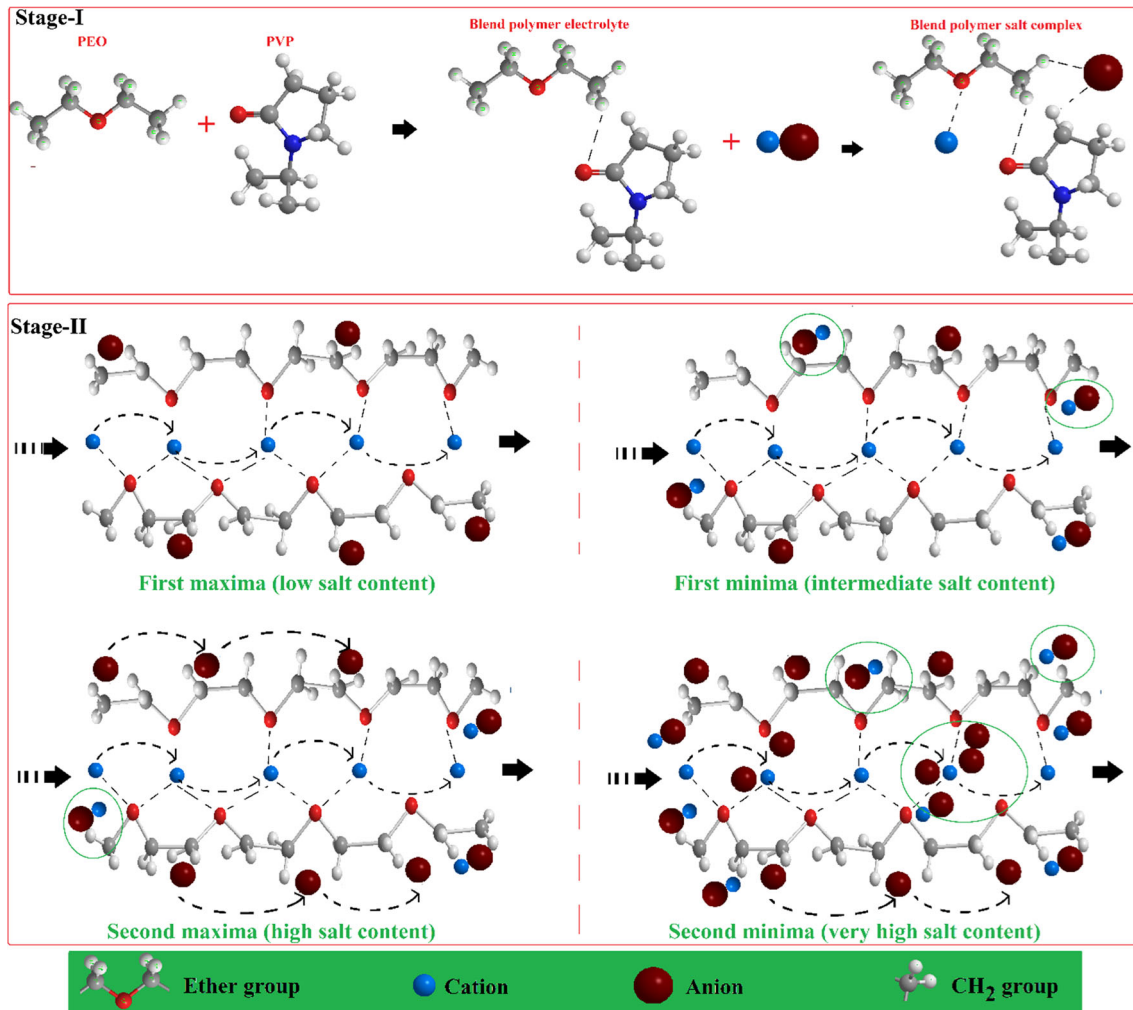 Stage-I
PEO
PVP
Blend polymer electrolyte
Blend polymer salt complex
+
+
Stage-II
First maxima (low salt content)
First minima (intermediate salt content)
Second maxima (high salt content)
Second minima (very high salt content)
Ether group
Cation
Anion
CH₂ group